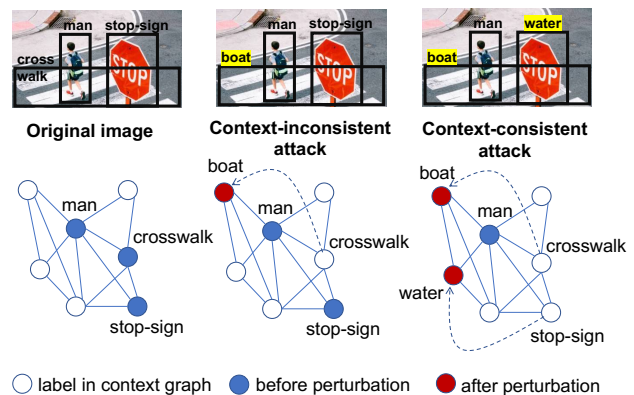 man stop-sign
cross
walk
STOP
Original image
man stop-sign
boat
STOP
Context-inconsistent
attack
man water
boat
STOP
Context-consistent
attack
man
crosswalk
stop-sign
boat
man
crosswalk
stop-sign
boat
man
crosswalk
water
stop-sign
label in context graph
before perturbation
after perturbation